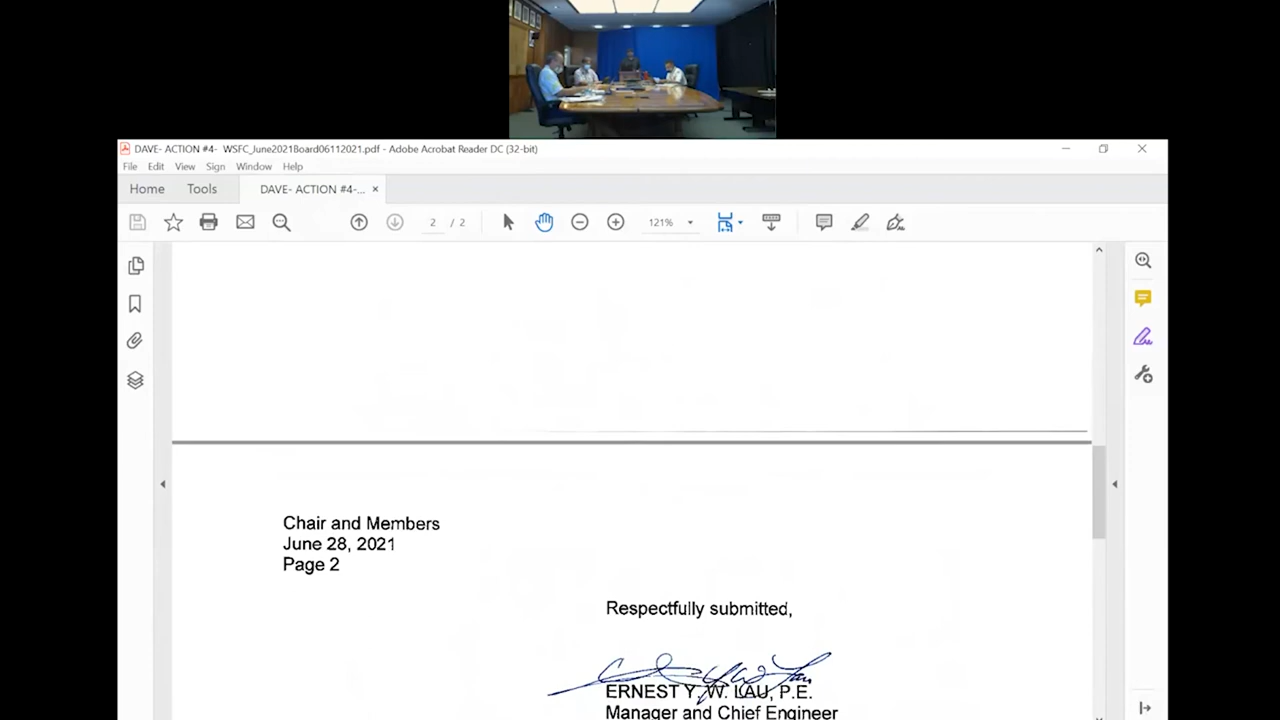 DAVE- ACTION #4- WSFC_June2021Board06112021.pdf - Adobe Acrobat Reader DC (32-bit)
File Edit View Sign Window Help
Home Tools DAVE- ACTION #4-... ×
2 / 2 121%
Chair and Members
June 28, 2021
Page 2
Respectfully submitted,
ERNEST Y. W. LAU, P.E.
Manager and Chief Engineer